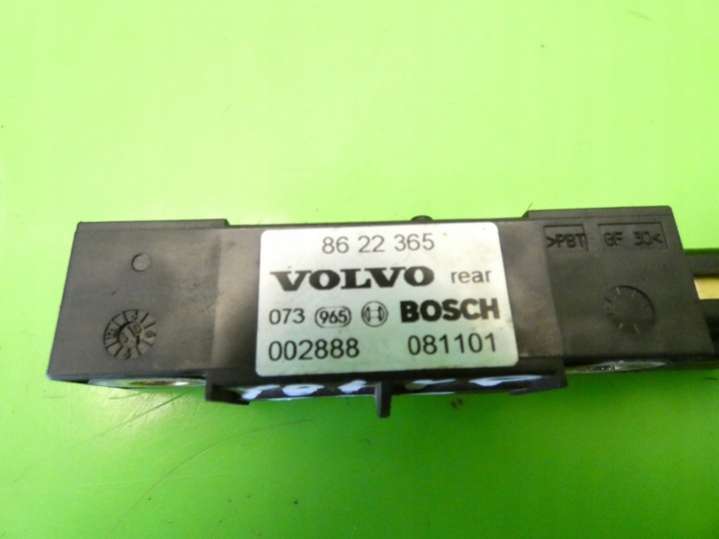 86 22 365
VOLVO rear
073 965 BOSCH
002888 081101
>PBT GF 30<